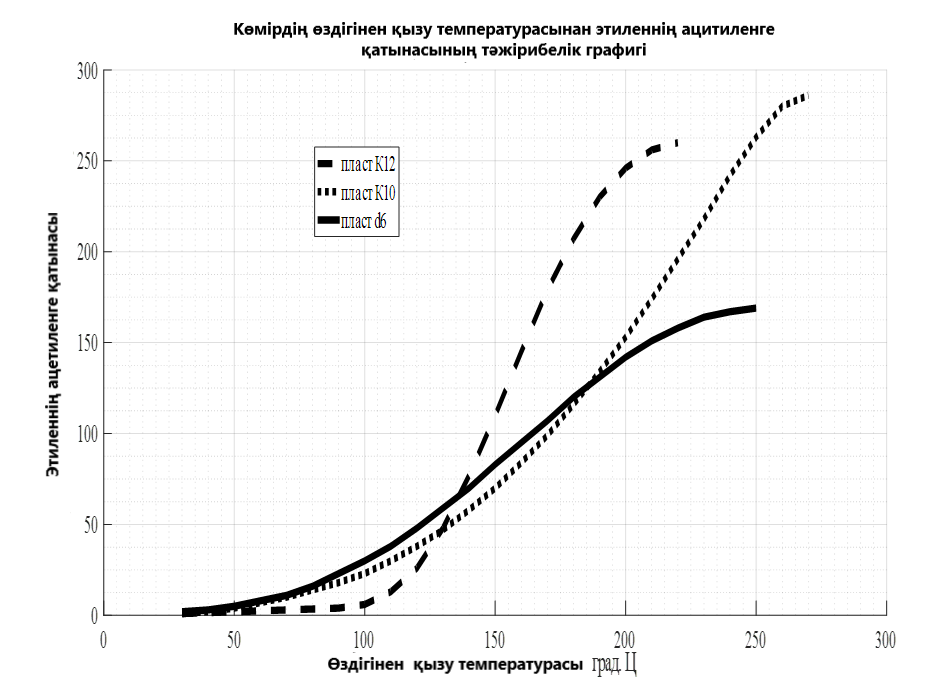 Көмірдің өздігінен қызу температурасынан этиленнің ацитиленге
қатынасының тәжірибелік графигі
300
250
200
150
100
50
0
Этиленнің ацетиленге қатынасы
пласт К12
пласт К10
пласт d6
0 50 100 150 200 250 300
Өздігінен қызу температурасы град. Ц